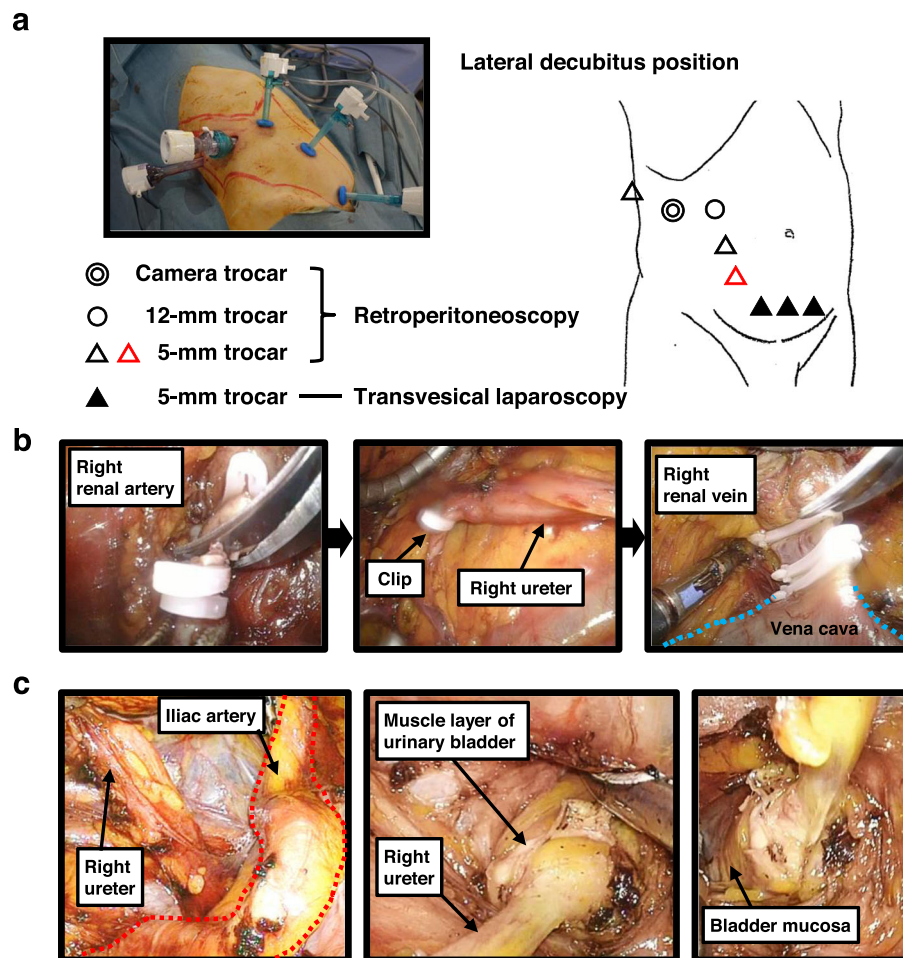 a
Lateral decubitus position
Camera trocar
12-mm trocar
5-mm trocar
Retroperitoneoscopy
5-mm trocar
Transvesical laparoscopy
b
Right
renal artery
Clip
Right ureter
Right
renal vein
Vena cava
c
Iliac artery
Right
ureter
Muscle layer of
urinary bladder
Right
ureter
Bladder mucosa